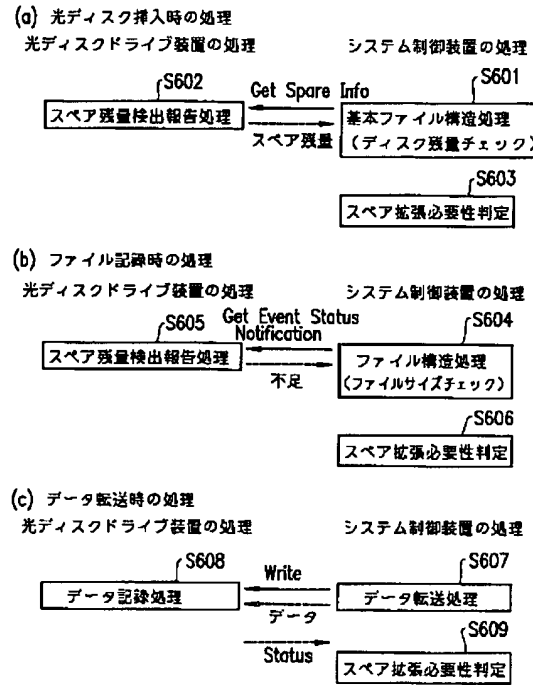 (a) 光ディスク挿入時の処理
光ディスクドライブ装置の処理
システム制御装置の処理
S602
S601
Get Spare Info
スペア残量検出報告処理
基本ファイル構造処理
スペア残量
(ディスク残量チェック)
S603
スペア拡張必要性判定
(b) ファイル記録時の処理
光ディスクドライブ装置の処理
システム制御装置の処理
S605
Get Event Status
Notification
S604
スペア残量検出報告処理
ファイル構造処理
不足
(ファイルサイズチェック)
S606
スペア拡張必要性判定
(c) データ転送時の処理
光ディスクドライブ装置の処理
システム制御装置の処理
S608
S607
Write
データ記録処理
データ転送処理
データ
S609
Status
スペア拡張必要性判定